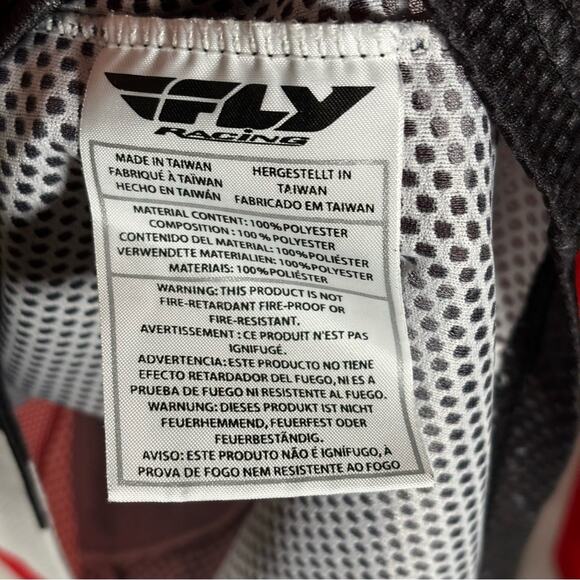 FLY
RACING
MADE IN TAIWAN
FABRIQUÉ À TAÏWAN
HECHO EN TAIWÁN
HERGESTELLT IN
TAIWAN
FABRICADO EM TAIWAN
MATERIAL CONTENT: 100% POLYESTER
COMPOSITION : 100 % POLYESTER
CONTENIDO DEL MATERIAL: 100% POLIÉSTER
VERWENDETE MATERIALIEN: 100% POLYESTER
MATERIAIS: 100% POLIÉSTER
WARNING: THIS PRODUCT IS NOT
FIRE-RETARDANT FIRE-PROOF OR
FIRE-RESISTANT.
AVERTISSEMENT : CE PRODUIT N'EST PAS
IGNIFUGÉ.
ADVERTENCIA: ESTE PRODUCTO NO TIENE
EFECTO RETARDADOR DEL FUEGO, NI ES A
PRUEBA DE FUEGO NI RESISTENTE AL FUEGO.
WARNUNG: DIESES PRODUKT IST NICHT
FEUERHEMMEND, FEUERFEST ODER
FEUERBESTÄNDIG.
AVISO: ESTE PRODUTO NÃO É IGNÍFUGO, À
PROVA DE FOGO NEM RESISTENTE AO FOGO